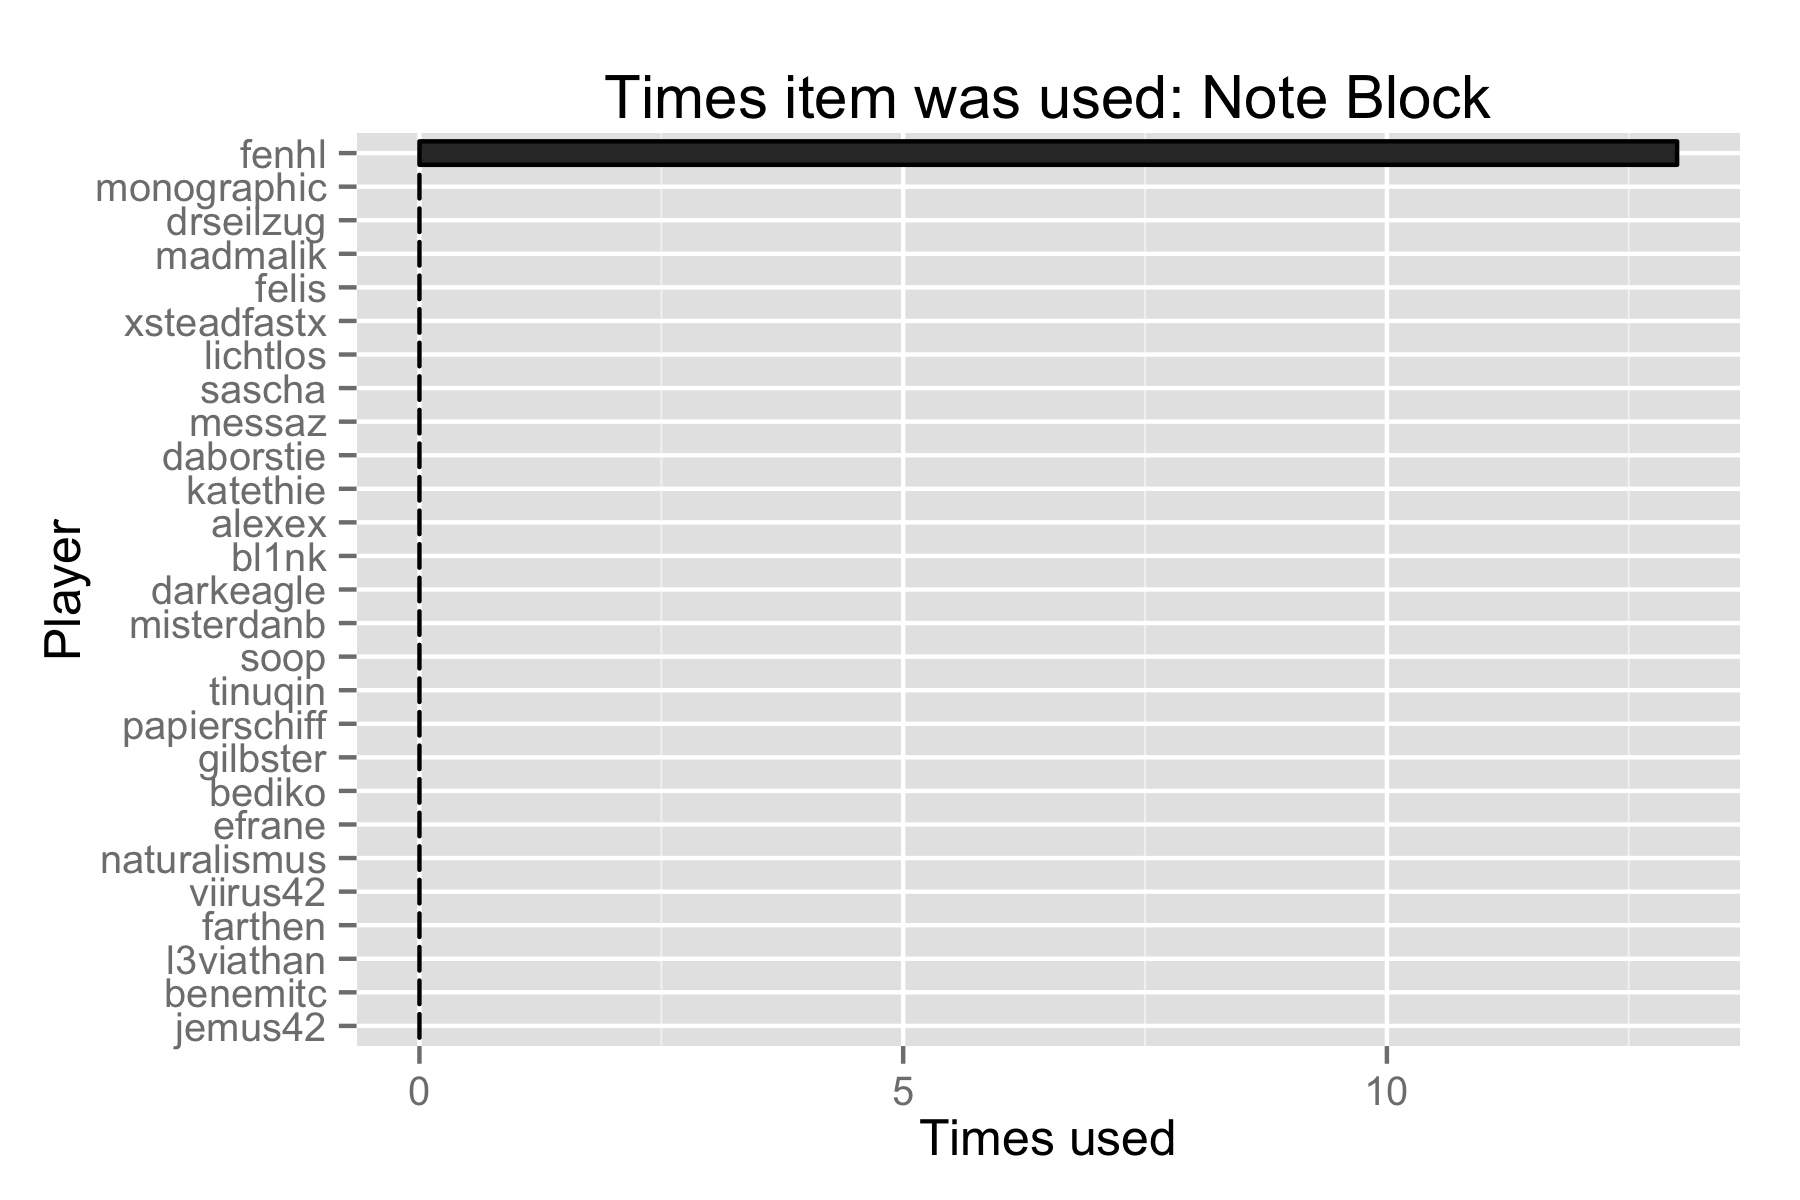 Times item was used: Note Block
fenhl
monographic
drseilzug
madmalik
felis
xsteadfastx
lichtlos
sascha
messaz
daborstie
katethie
alexex
bl1nk
darkeagle
misterdanb
soop
tinuqin
papierschiff
gilbster
bediko
efrane
naturalismus
viirus42
farthen
l3viathan
benemitc
jemus42
Player
0 5 10
Times used